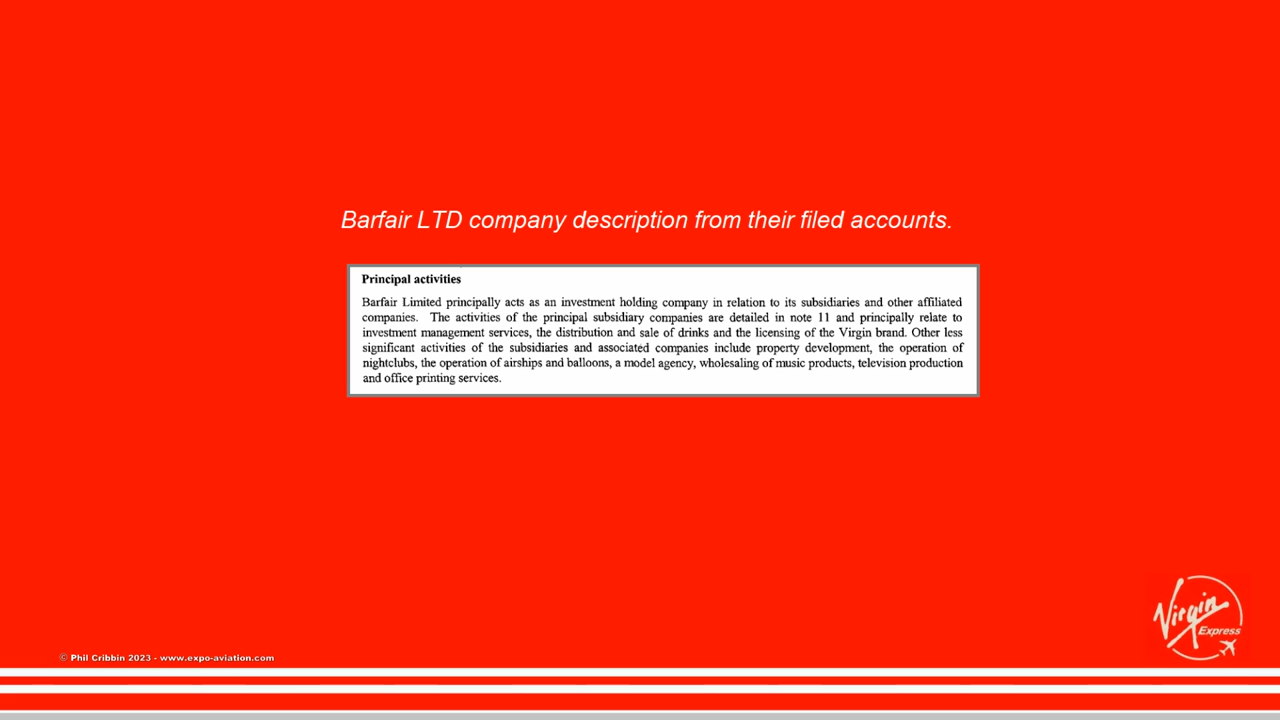 Barfair LTD company description from their filed accounts.
Principal activities
Barfair Limited principally acts as an investment holding company in relation to its subsidiaries and other affiliated
companies. The activities of the principal subsidiary companies are detailed in note 11 and principally relate to
investment management services, the distribution and sale of drinks and the licensing of the Virgin brand. Other less
significant activities of the subsidiaries and associated companies include property development, the operation of
nightclubs, the operation of airships and balloons, a model agency, wholesaling of music products, television production
and office printing services.
Virgin
Express
© Phil Cribbin 2023 - www.expo-aviation.com